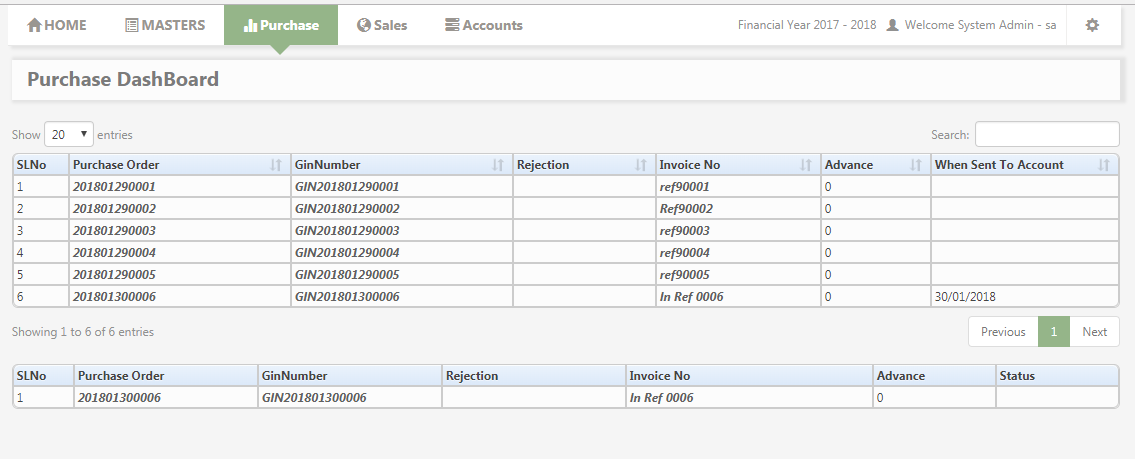 HOME MASTERS Purchase Sales Accounts Financial Year 2017 - 2018 Welcome System Admin - sa
Purchase DashBoard
Show 20 entries Search:
SLNo Purchase Order GinNumber Rejection Invoice No Advance When Sent To Account
1 201801290001 GIN201801290001 ref90001 0
2 201801290002 GIN201801290002 Ref90002 0
3 201801290003 GIN201801290003 ref90003 0
4 201801290004 GIN201801290004 ref90004 0
5 201801290005 GIN201801290005 ref90005 0
6 201801300006 GIN201801300006 In Ref 0006 0 30/01/2018
Showing 1 to 6 of 6 entries Previous 1 Next
SLNo Purchase Order GinNumber Rejection Invoice No Advance Status
1 201801300006 GIN201801300006 In Ref 0006 0